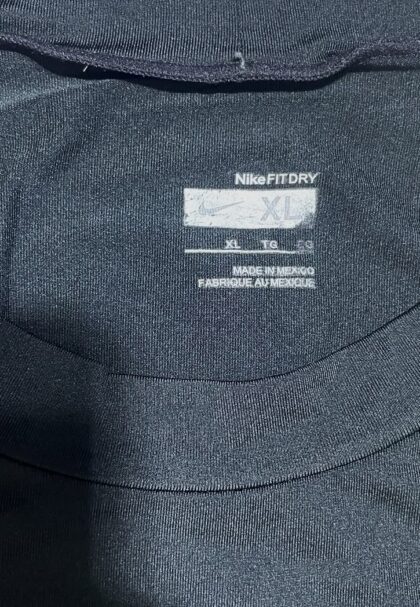 NikeFITDRY
XL
XL TG EG
MADE IN MEXICO
FABRIQUE AU MEXIQUE